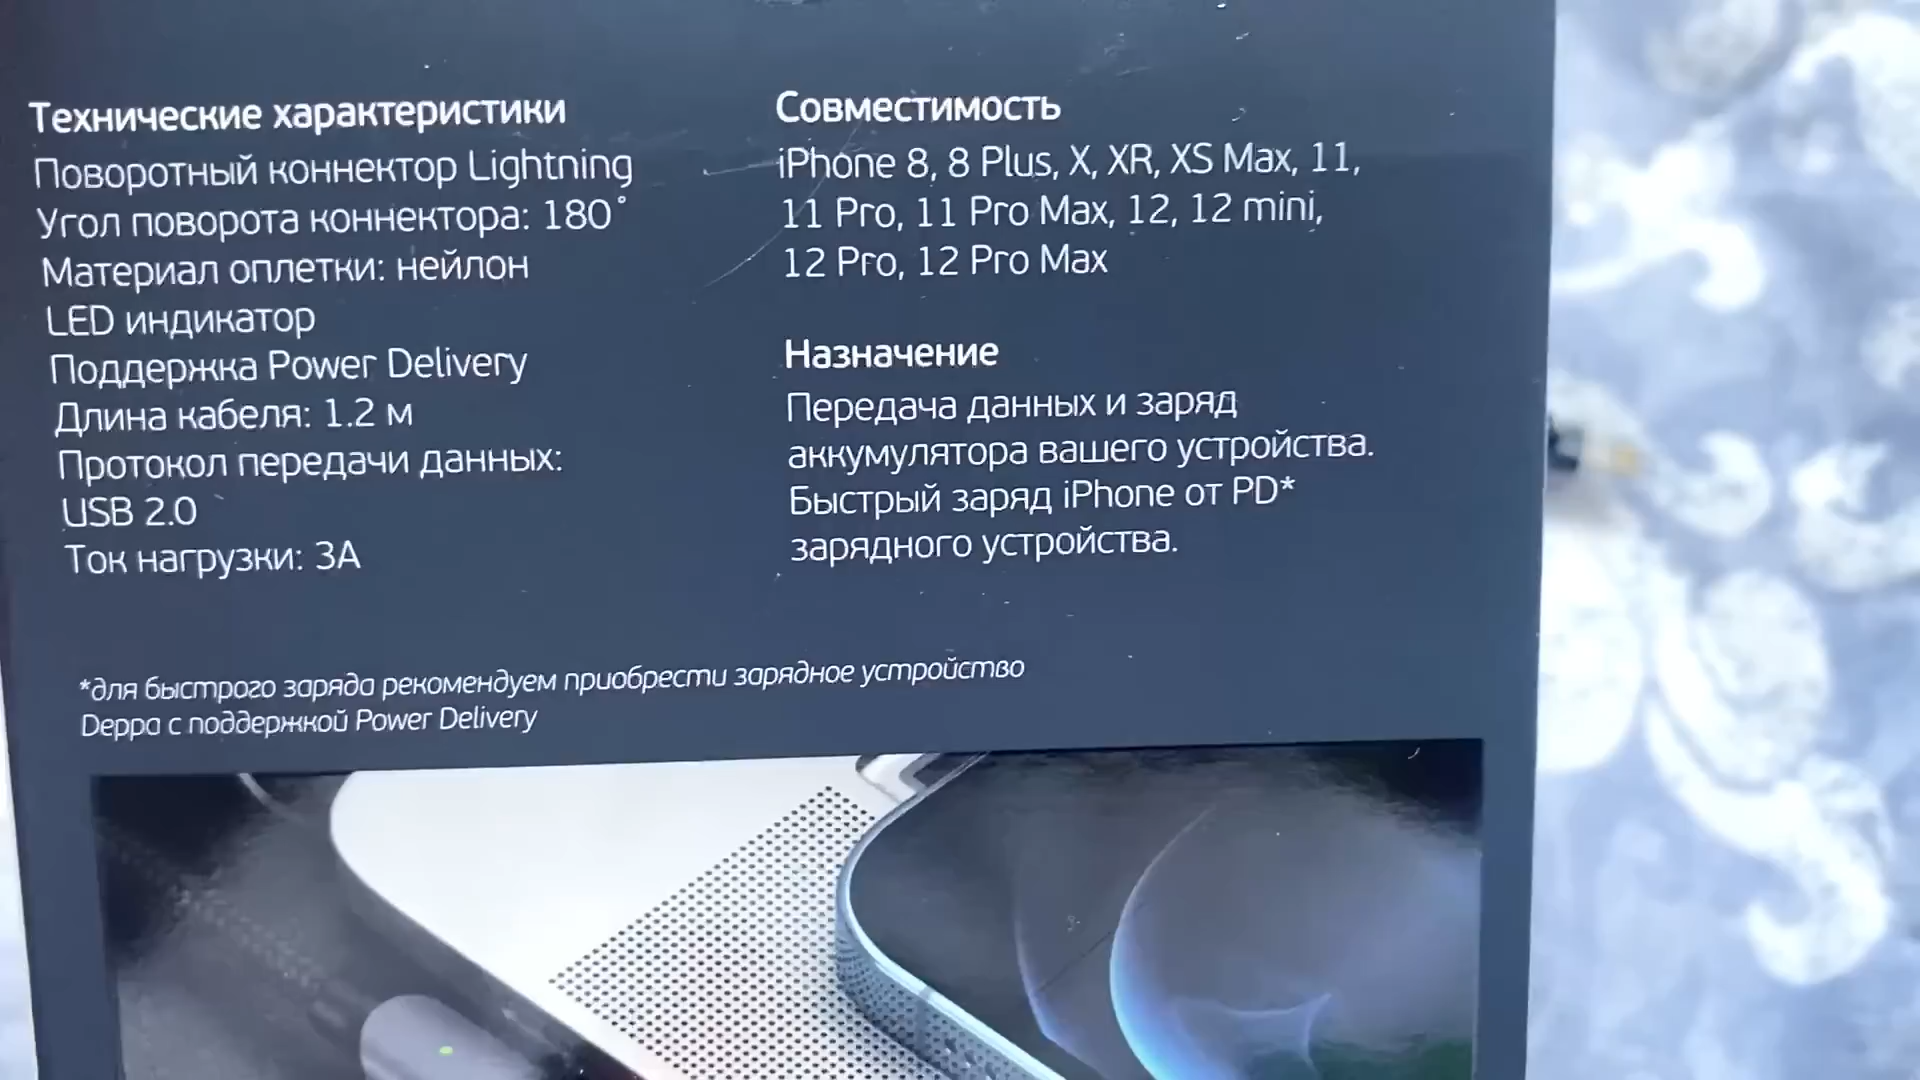 Технические характеристики
Поворотный коннектор Lightning
Угол поворота коннектора: 180°
Материал оплетки: нейлон
LED индикатор
Поддержка Power Delivery
Длина кабеля: 1.2 м
Протокол передачи данных:
USB 2.0
Ток нагрузки: 3А
Совместимость
iPhone 8, 8 Plus, X, XR, XS Max, 11,
11 Pro, 11 Pro Max, 12, 12 mini,
12 Pro, 12 Pro Max
Назначение
Передача данных и заряд
аккумулятора вашего устройства.
Быстрый заряд iPhone от PD*
зарядного устройства.
*для быстрого заряда рекомендуем приобрести зарядное устройство
Deppa с поддержкой Power Delivery